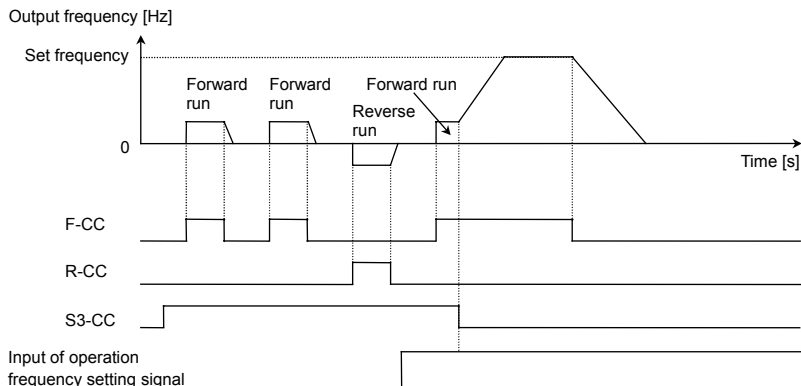 Output frequency [Hz]
Set frequency
Forward run
Forward run
Forward run
Reverse run
0
Time [s]
F-CC
R-CC
S3-CC
Input of operation
frequency setting signal